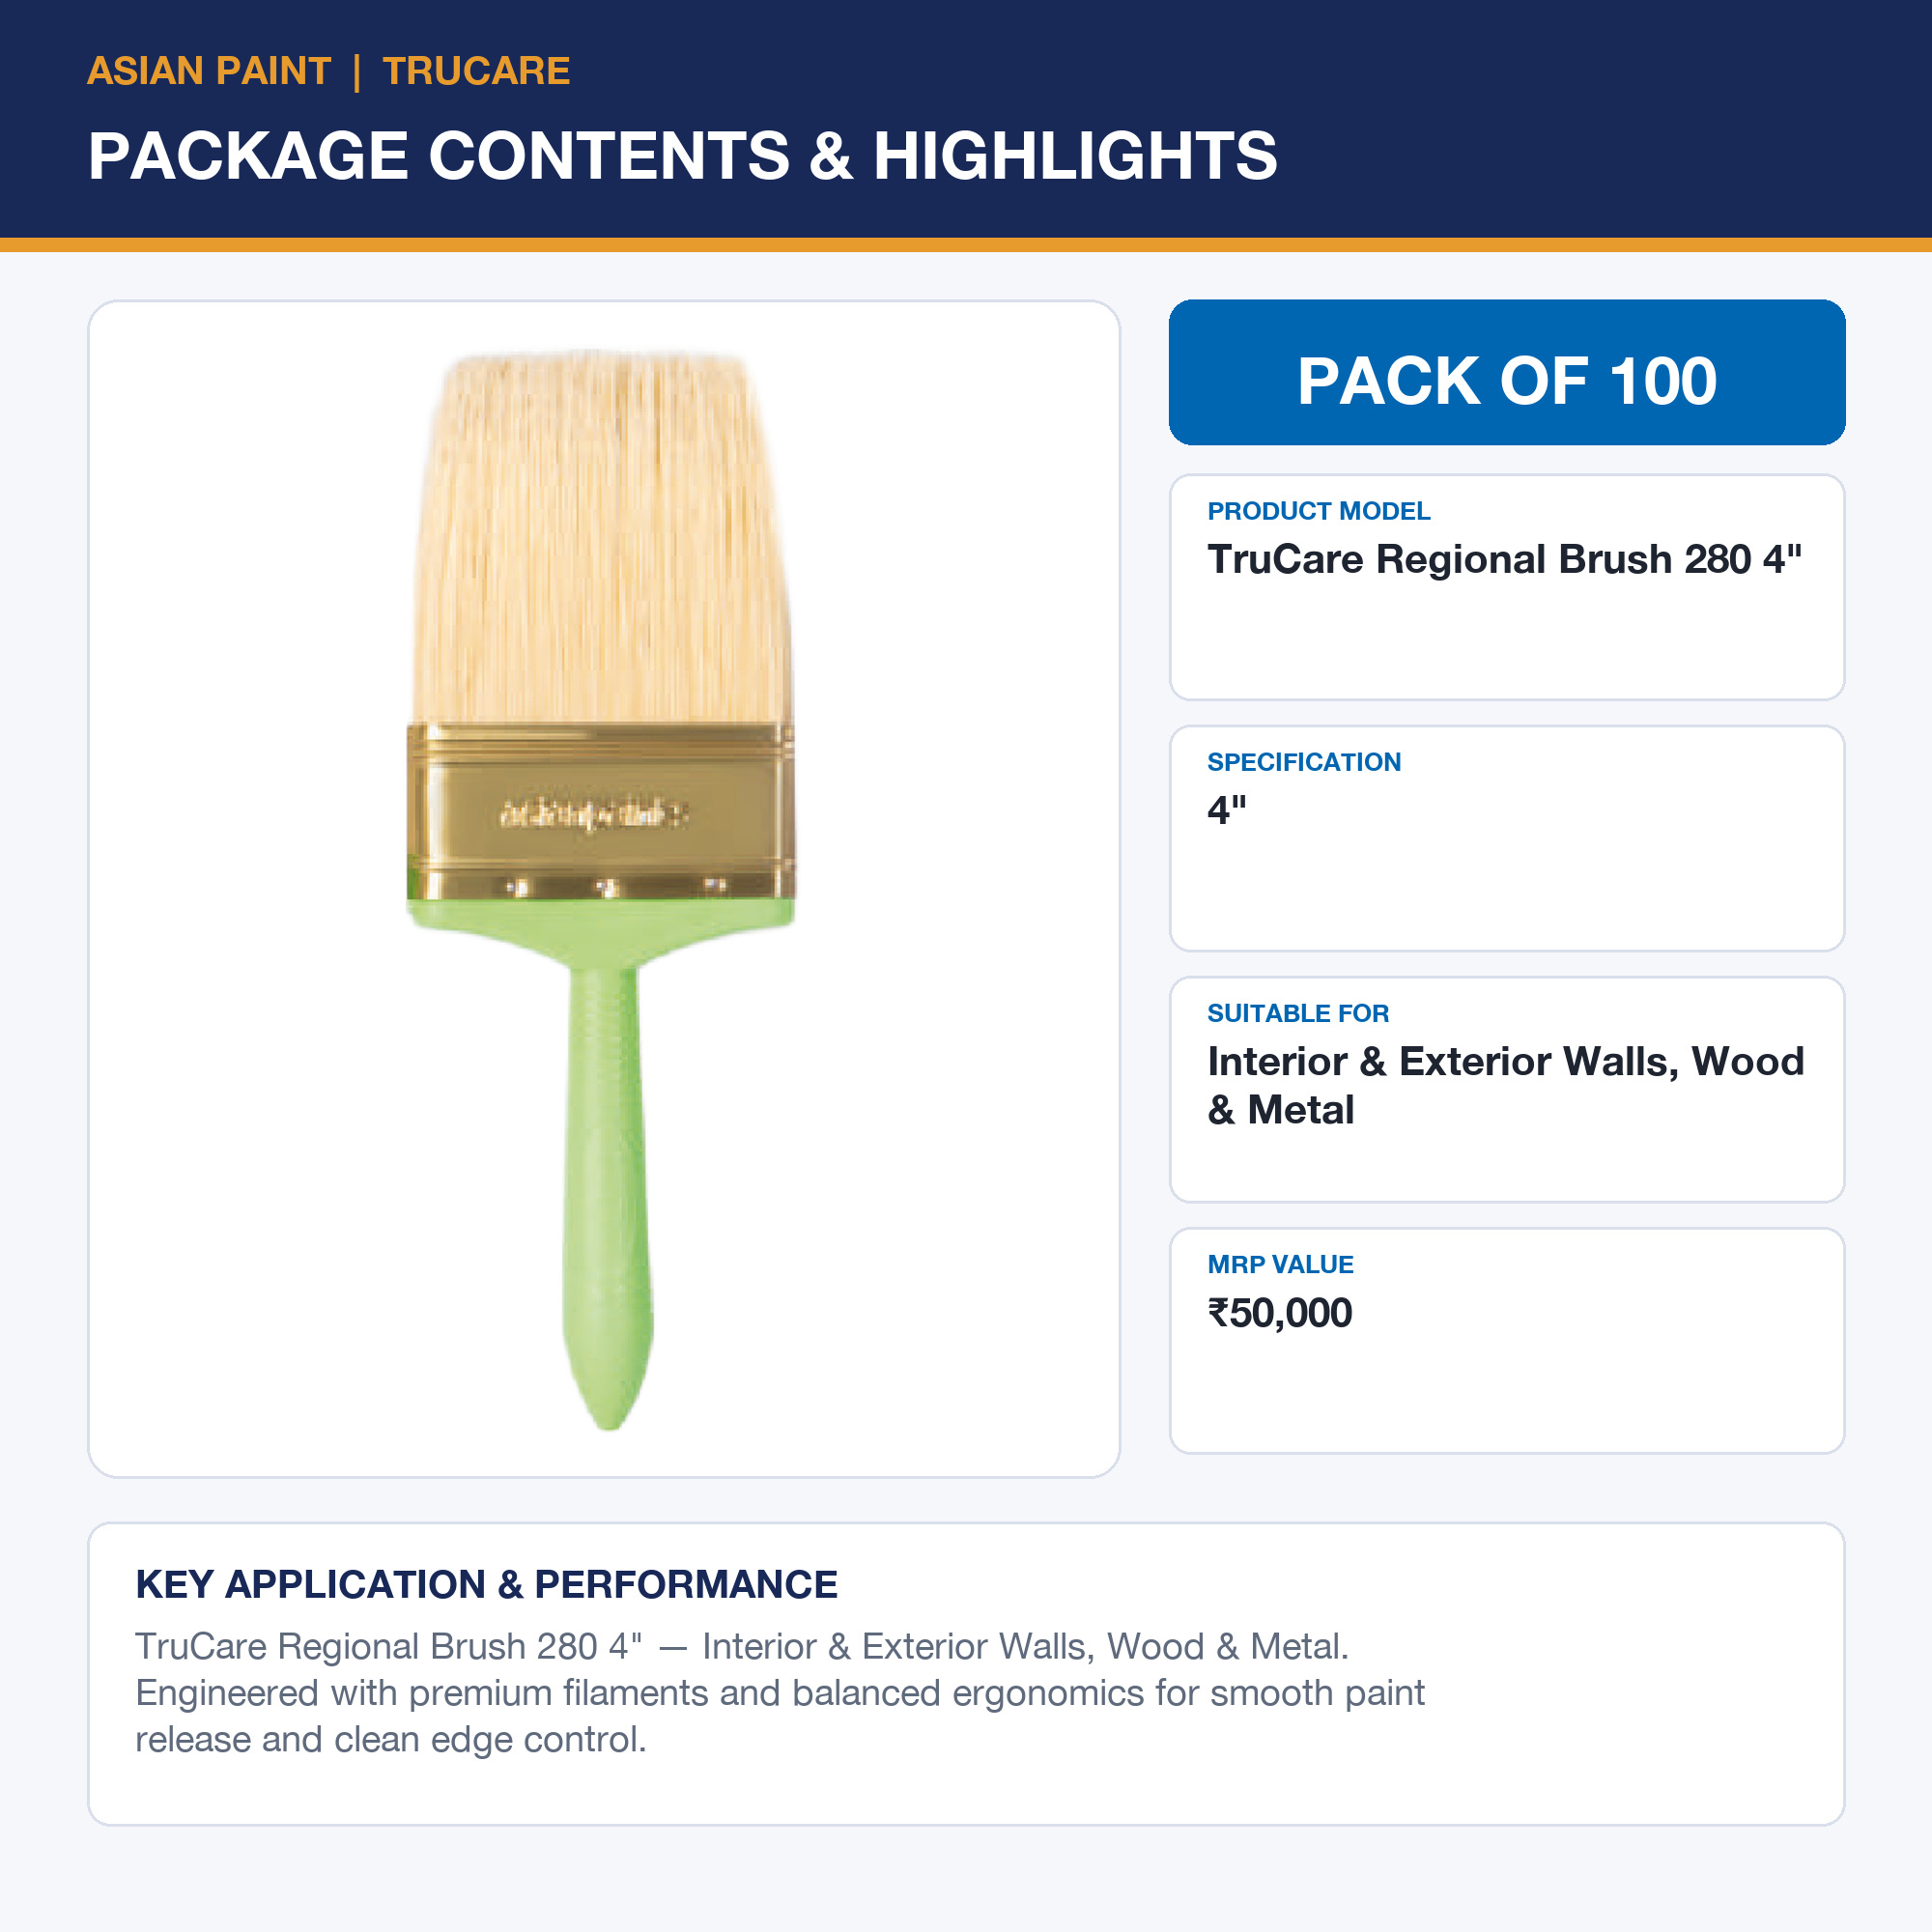 ASIAN PAINT | TRUCARE
PACKAGE CONTENTS & HIGHLIGHTS
PACK OF 100
PRODUCT MODEL
TruCare Regional Brush 280 4"
SPECIFICATION
4"
SUITABLE FOR
Interior & Exterior Walls, Wood
& Metal
MRP VALUE
₹50,000
KEY APPLICATION & PERFORMANCE
TruCare Regional Brush 280 4" — Interior & Exterior Walls, Wood & Metal.
Engineered with premium filaments and balanced ergonomics for smooth paint
release and clean edge control.